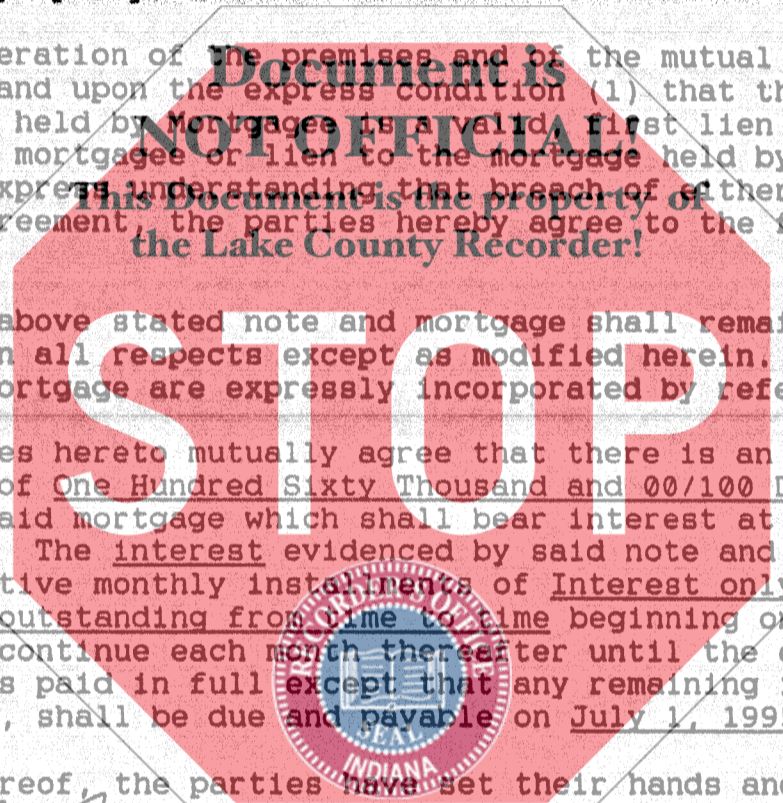 Document is
NOT OFFICIAL!
This Document is the property of
the Lake County Recorder!
STOP
eration of the premises and of the mutual
and upon the express condition (1) that th
held by Mortgagee is a valid, first lien
mortgagee or lien to the mortgage held by
xpress understanding that breach of either
reement, the parties hereby agree to the
above stated note and mortgage shall remai
n all respects except as modified herein.
ortgage are expressly incorporated by ref
es hereto mutually agree that there is an
of One Hundred Sixty Thousand and 00/100 D
aid mortgage which shall bear interest at
The interest evidenced by said note and
tive monthly installments of Interest onl
outstanding from time to time beginning o
continue each month thereafter until the
s paid in full except that any remaining
, shall be due and payable on July 1, 199
reof, the parties have set their hands an
RECORDER'S OFFICE
SEAL
INDIANA